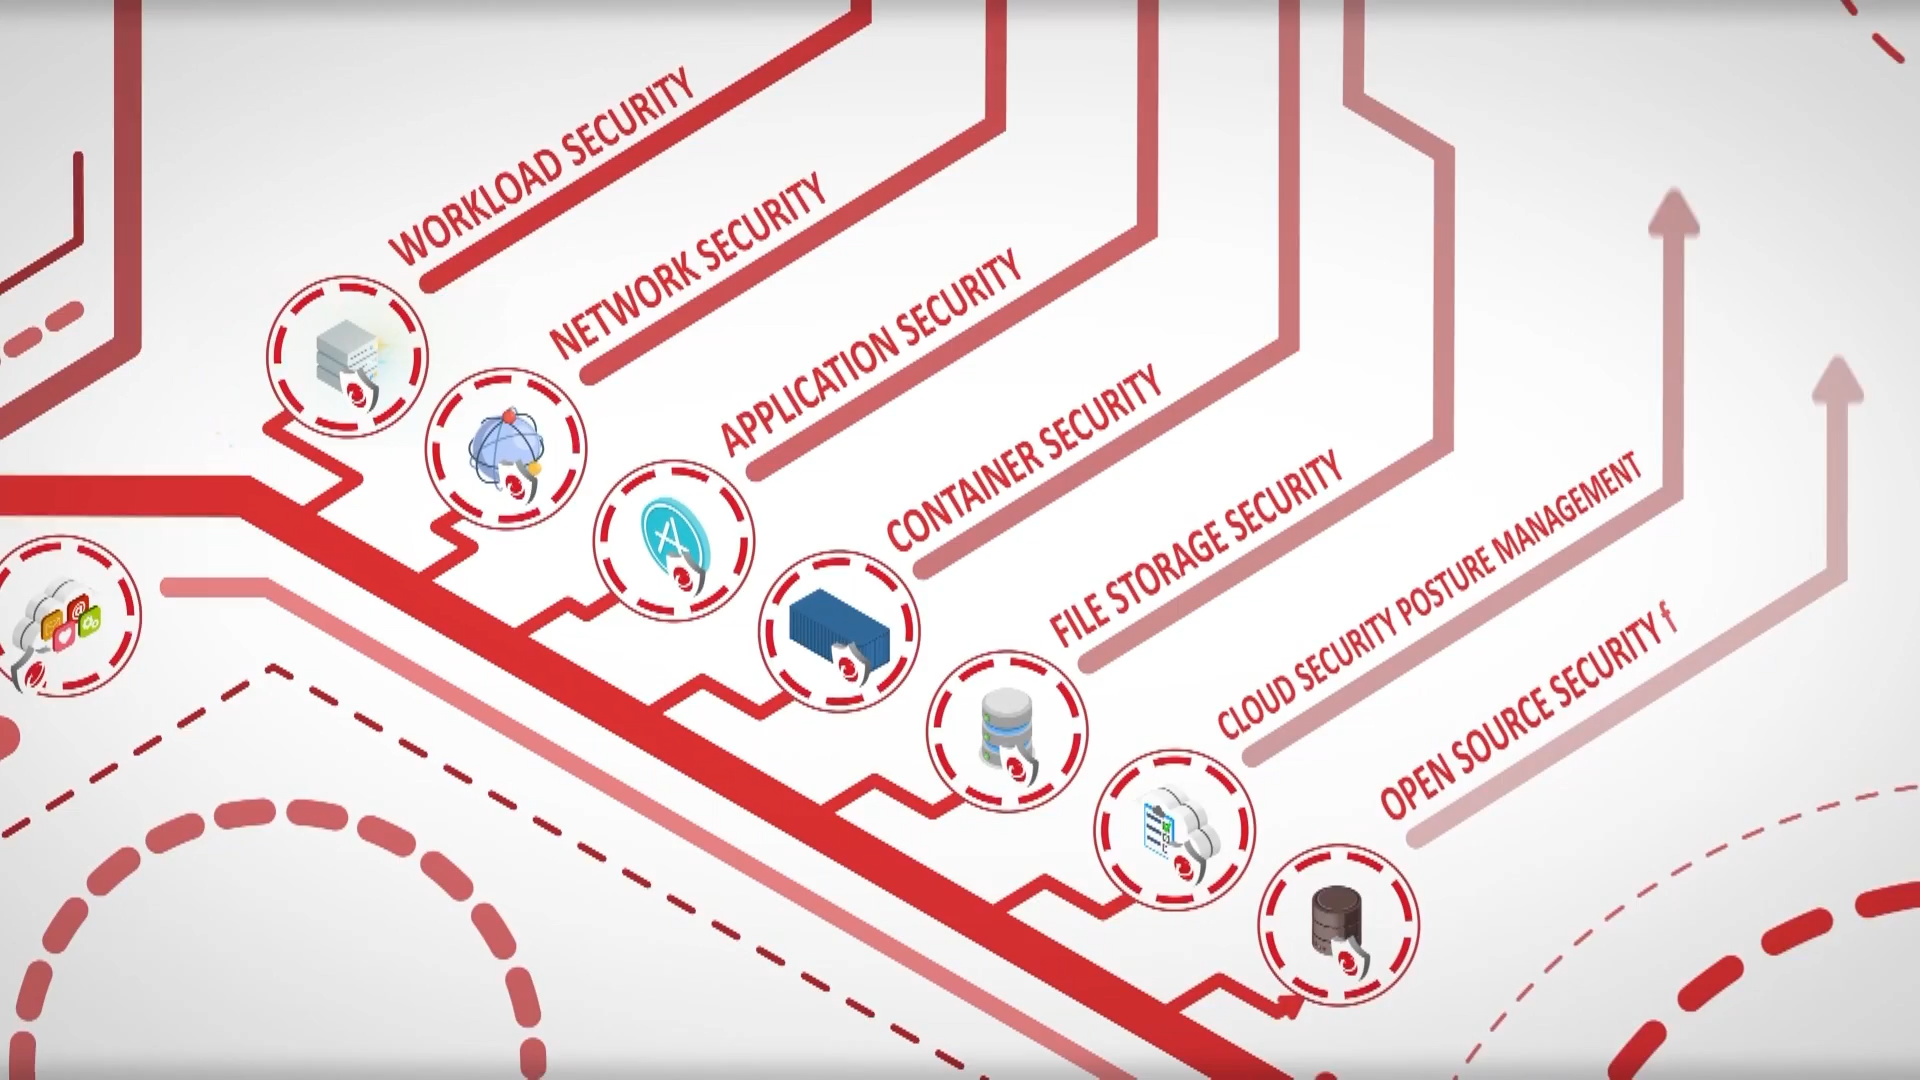 WORKLOAD SECURITY
NETWORK SECURITY
APPLICATION SECURITY
CONTAINER SECURITY
FILE STORAGE SECURITY
CLOUD SECURITY POSTURE MANAGEMENT
OPEN SOURCE SECURITY f